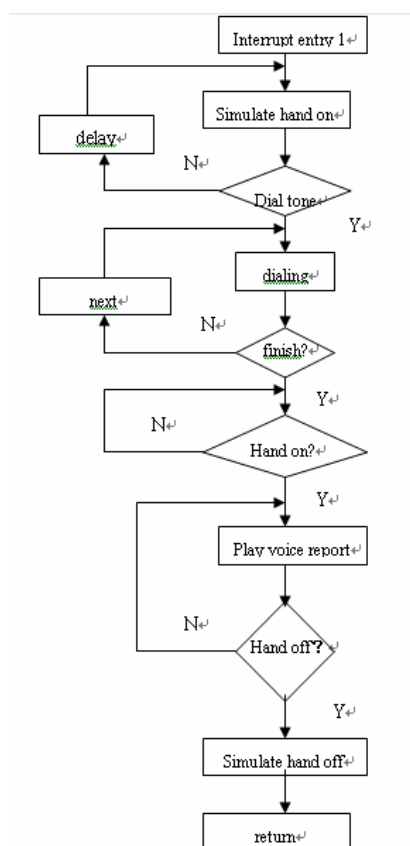 Interrupt entry 1
Simulate hand on
delay
N
Dial tone
Y
dialing
next
N
finish?
Y
N
Hand on?
Y
Play voice report
N
Hand off?
Y
Simulate hand off
return